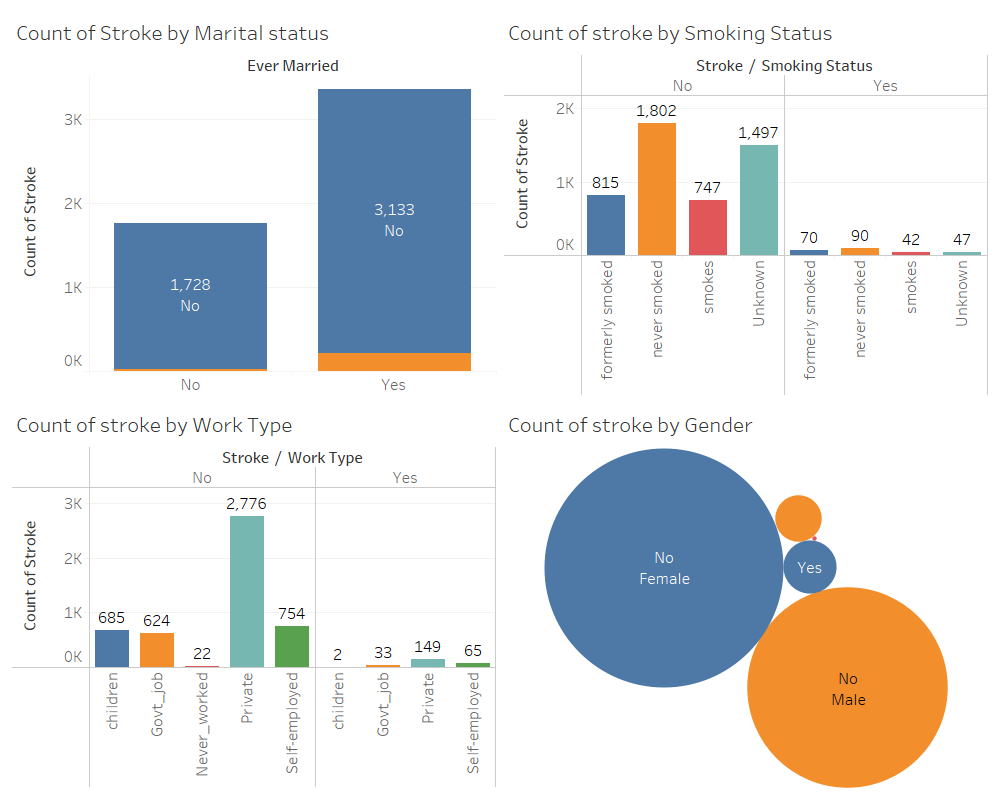 Count of Stroke by Marital status
Ever Married
Count of Stroke
3K
2K
1K
0K
1,728
No
3,133
No
No
Yes
Count of stroke by Smoking Status
Stroke / Smoking Status
No
Yes
Count of Stroke
2K
1K
0K
815
1,802
747
1,497
70
90
42
47
formerly smoked
never smoked
smokes
Unknown
formerly smoked
never smoked
smokes
Unknown
Count of stroke by Work Type
Stroke / Work Type
No
Yes
Count of Stroke
3K
2K
1K
0K
685
624
22
2,776
754
2
33
149
65
children
Govt_job
Never_worked
Private
Self-employed
children
Govt_job
Private
Self-employed
Count of stroke by Gender
No
Female
Yes
No
Male